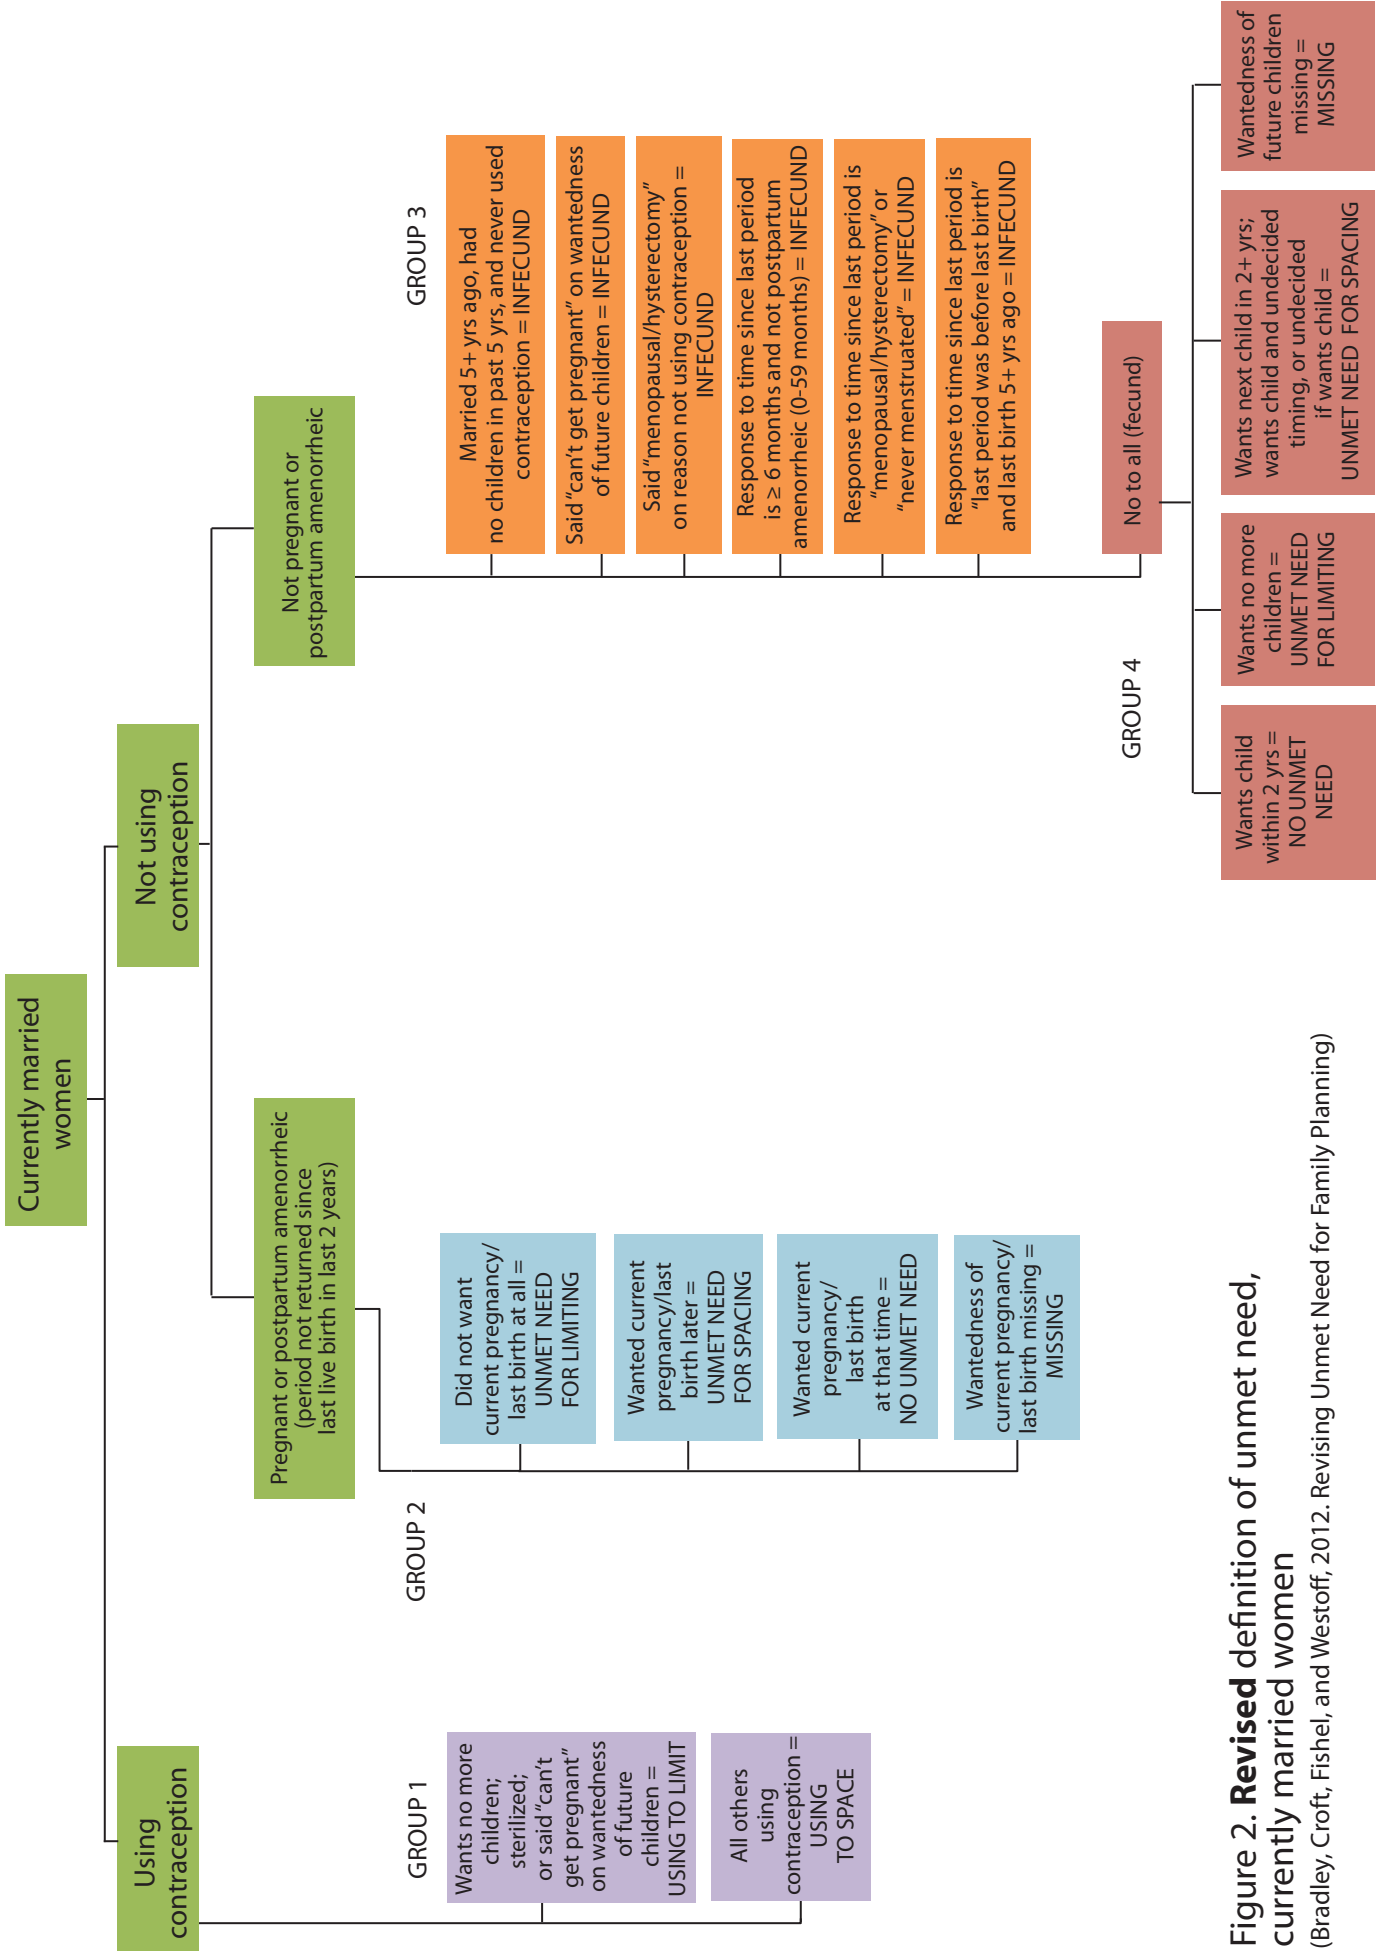 Currently married
women
Using
contraception
Not using
contraception
Pregnant or postpartum amenorrheic
(period not returned since
last live birth in last 2 years)
Not pregnant or
postpartum amenorrheic
GROUP 1
Wants no more
children;
sterilized;
or said “can’t
get pregnant”
on wantedness
of future
children =
USING TO LIMIT
All others
using
contraception =
USING
TO SPACE
GROUP 2
Did not want
current pregnancy/
last birth at all =
UNMET NEED
FOR LIMITING
Wanted current
pregnancy/last
birth later =
UNMET NEED
FOR SPACING
Wanted current
pregnancy/
last birth
at that time =
NO UNMET NEED
Wantedness of
current pregnancy/
last birth missing =
MISSING
GROUP 3
Married 5+ yrs ago, had
no children in past 5 yrs, and never used
contraception = INFECUND
Said “can’t get pregnant” on wantedness
of future children = INFECUND
Said “menopausal/hysterectomy”
on reason not using contraception =
INFECUND
Response to time since last period
is ≥ 6 months and not postpartum
amenorrheic (0-59 months) = INFECUND
Response to time since last period is
“menopausal/hysterectomy” or
“never menstruated” = INFECUND
Response to time since last period is
“last period was before last birth”
and last birth 5+ yrs ago = INFECUND
GROUP 4
No to all (fecund)
Wants child
within 2 yrs =
NO UNMET
NEED
Wants no more
children =
UNMET NEED
FOR LIMITING
Wants next child in 2+ yrs;
wants child and undecided
timing, or undecided
if wants child =
UNMET NEED FOR SPACING
Wantedness of
future children
missing =
MISSING
Figure 2. Revised definition of unmet need,
currently married women
(Bradley, Croft, Fishel, and Westoff, 2012. Revising Unmet Need for Family Planning)